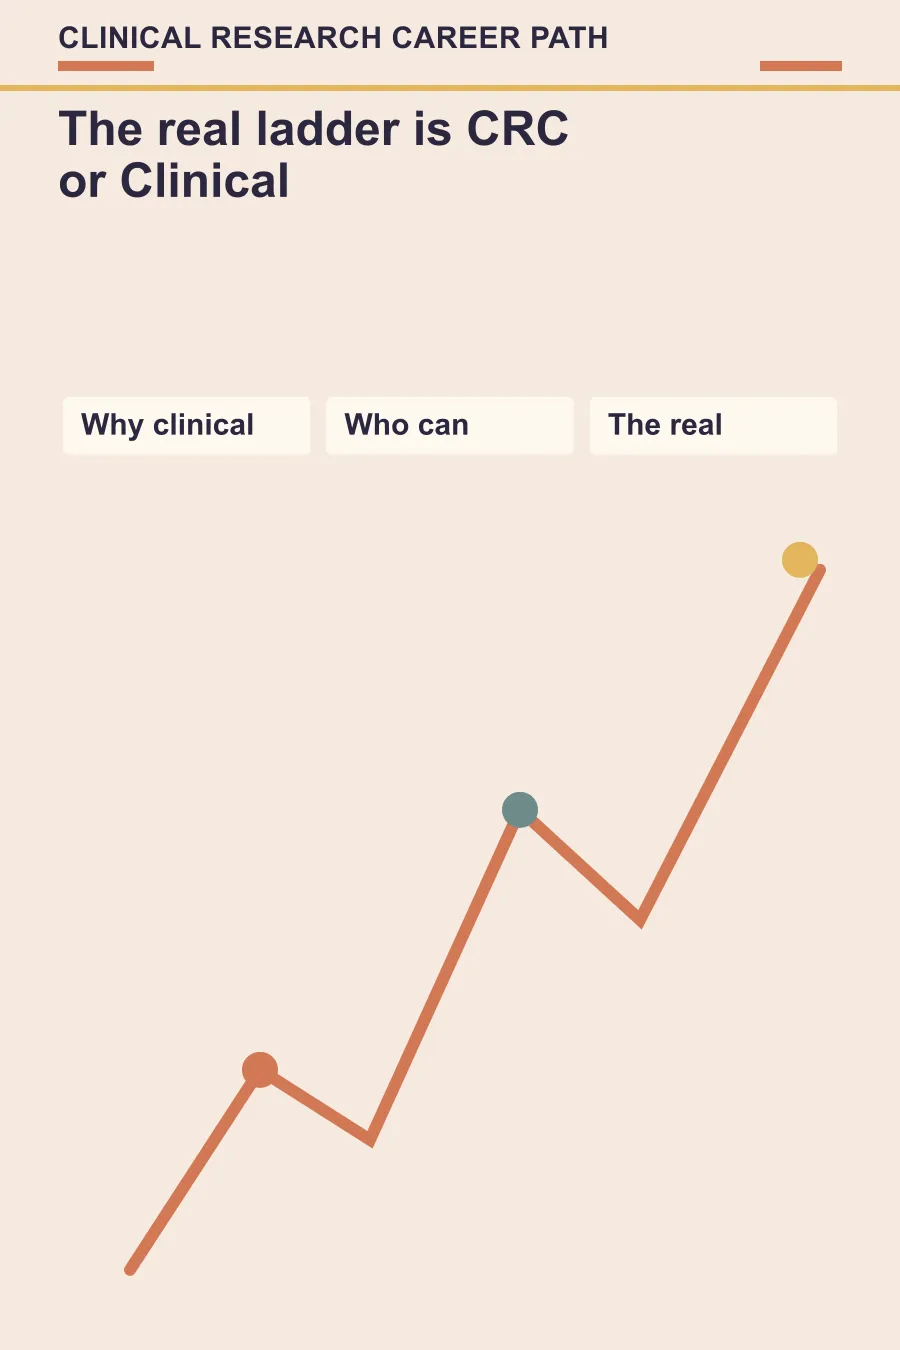 CLINICAL RESEARCH CAREER PATH
The real ladder is CRC
or Clinical
Why clinical
Who can
The real